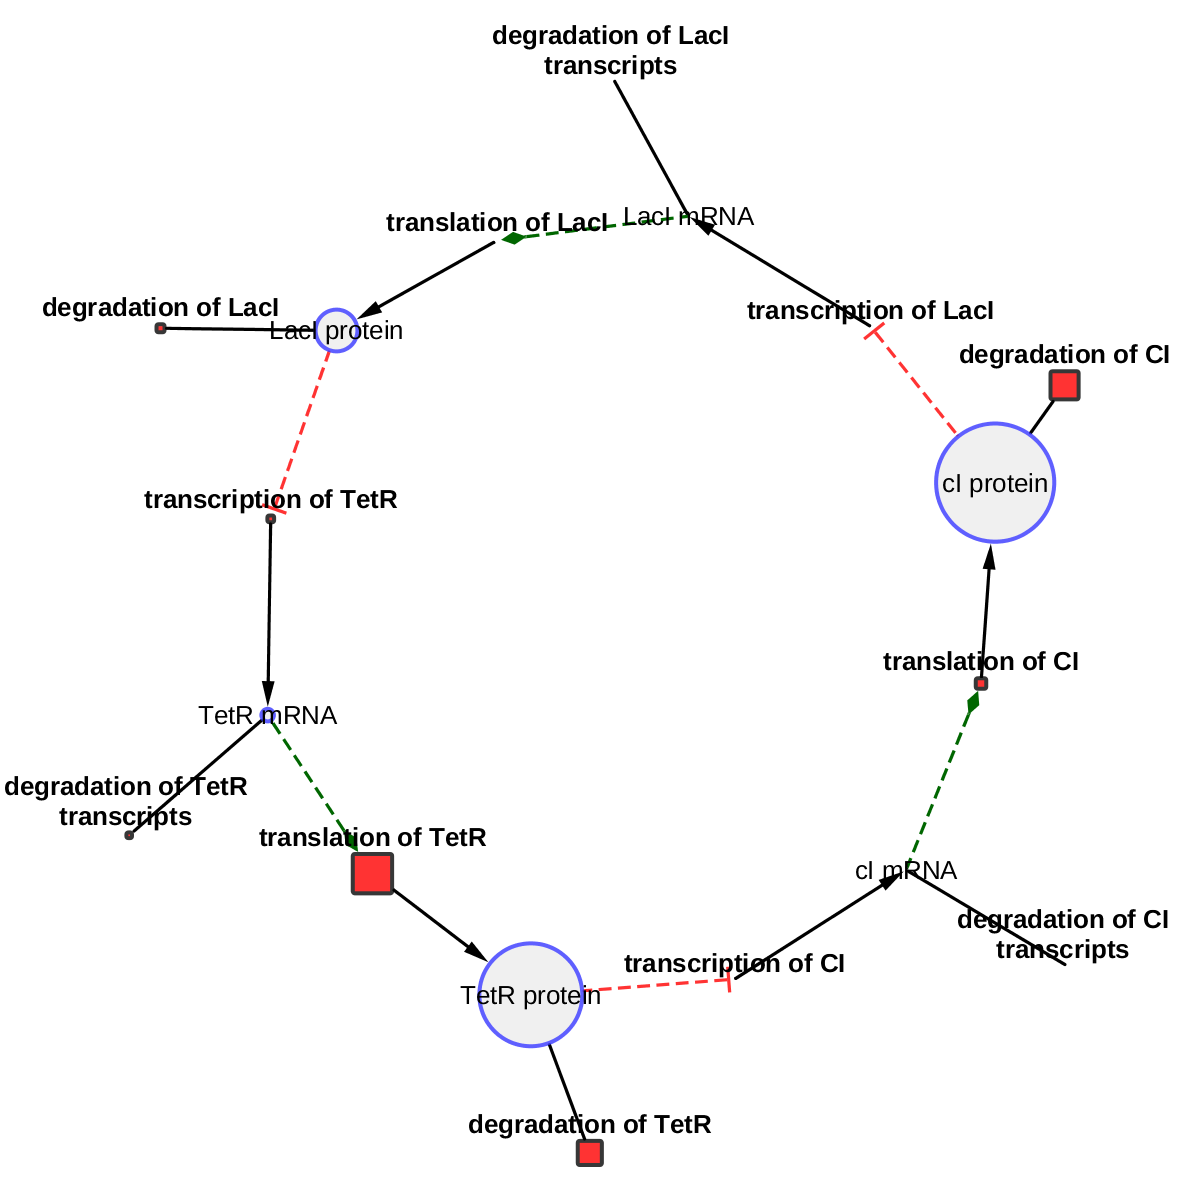 degradation of LacI
transcripts
translation of LacI
LacI mRNA
degradation of LacI
LacI protein
transcription of LacI
degradation of CI
cI protein
transcription of TetR
translation of CI
TetR mRNA
degradation of TetR
transcripts
translation of TetR
cI mRNA
degradation of CI
transcripts
transcription of CI
TetR protein
degradation of TetR